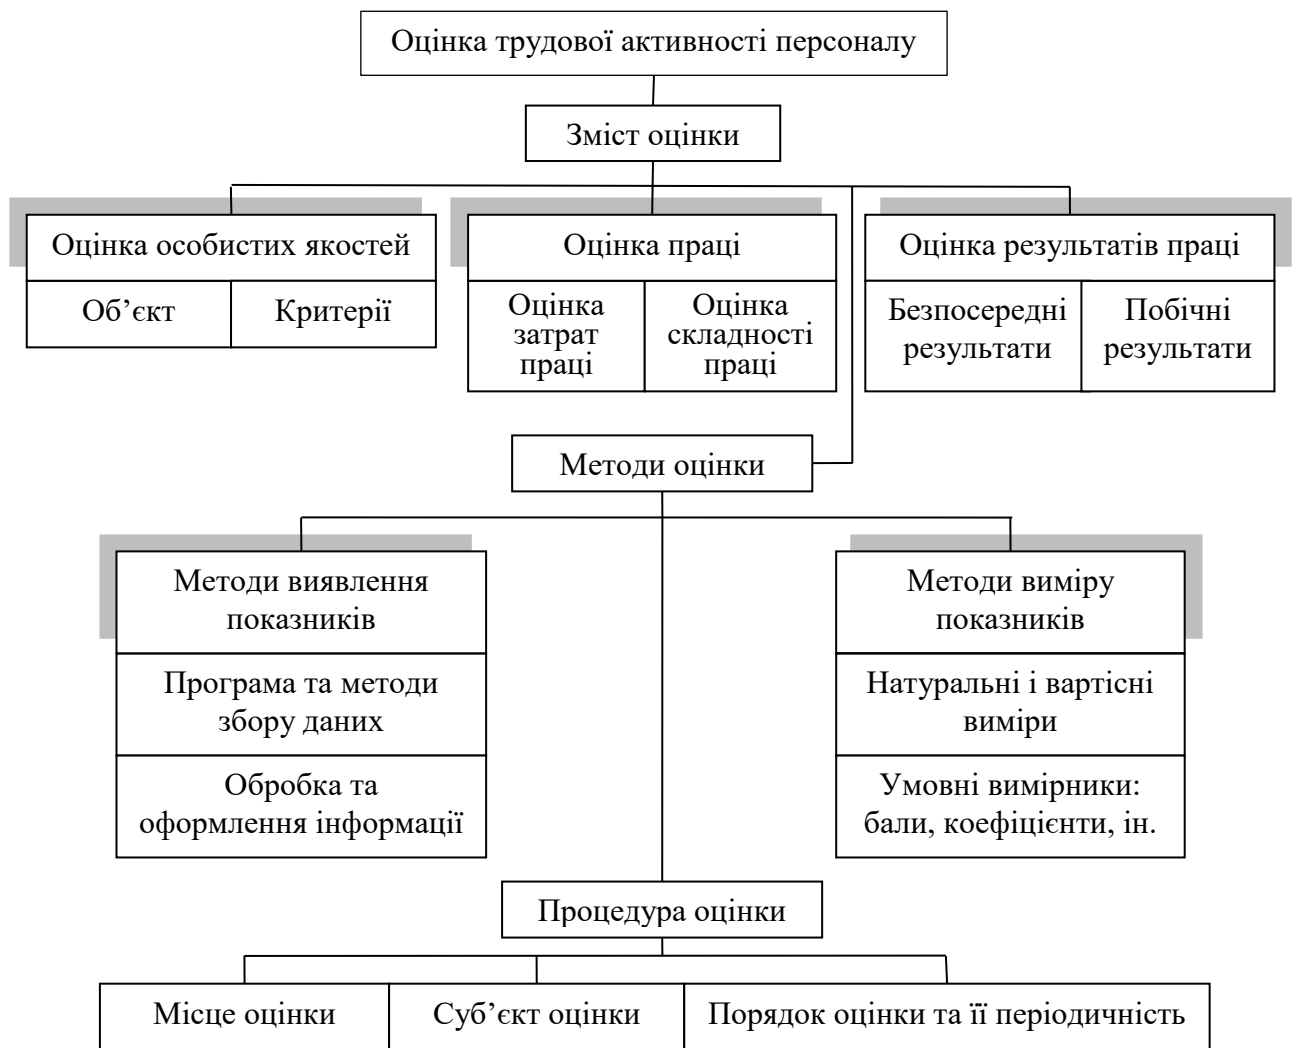 Оцінка трудової активності персоналу
Зміст оцінки
Оцінка особистих якостей
Об’єкт
Критерії
Оцінка праці
Оцінка
затрат
праці
Оцінка
складності
праці
Оцінка результатів праці
Безпосередні
результати
Побічні
результати
Методи оцінки
Методи виявлення
показників
Програма та методи
збору даних
Обробка та
оформлення інформації
Методи виміру
показників
Натуральні і вартісні
виміри
Умовні вимірники:
бали, коефіцієнти, ін.
Процедура оцінки
Місце оцінки
Суб’єкт оцінки
Порядок оцінки та її періодичність